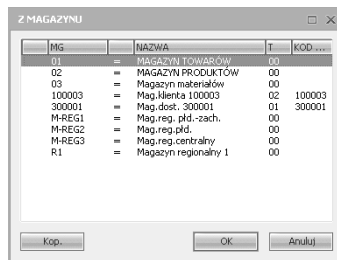 Z MAGAZYNU
MG NAZWA T KOD ...
01 = MAGAZYN TOWARÓW 00
02 = MAGAZYN PRODUKTÓW 00
03 = Magazyn materiałów 00
100003 = Mag.klienta 100003 02 100003
300001 = Mag.dost. 300001 01 300001
M-REG1 = Mag.reg. płd.-zach. 00
M-REG2 = Mag.reg.płd. 00
M-REG3 = Mag.reg.centralny 00
R1 = Magazyn regionalny 1 00
Kop. OK Anuluj